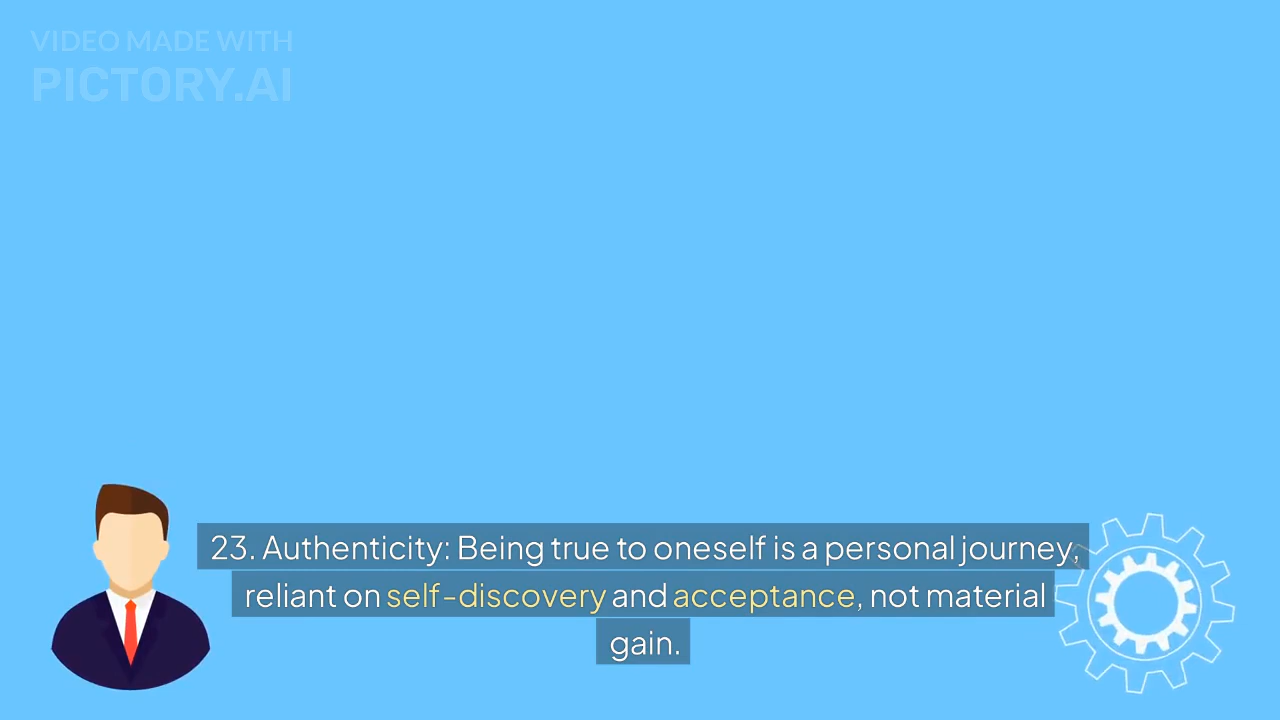 VIDEO MADE WITH
PICTORY.AI
23. Authenticity: Being true to oneself is a personal journey,
reliant on self-discovery and acceptance, not material
gain.